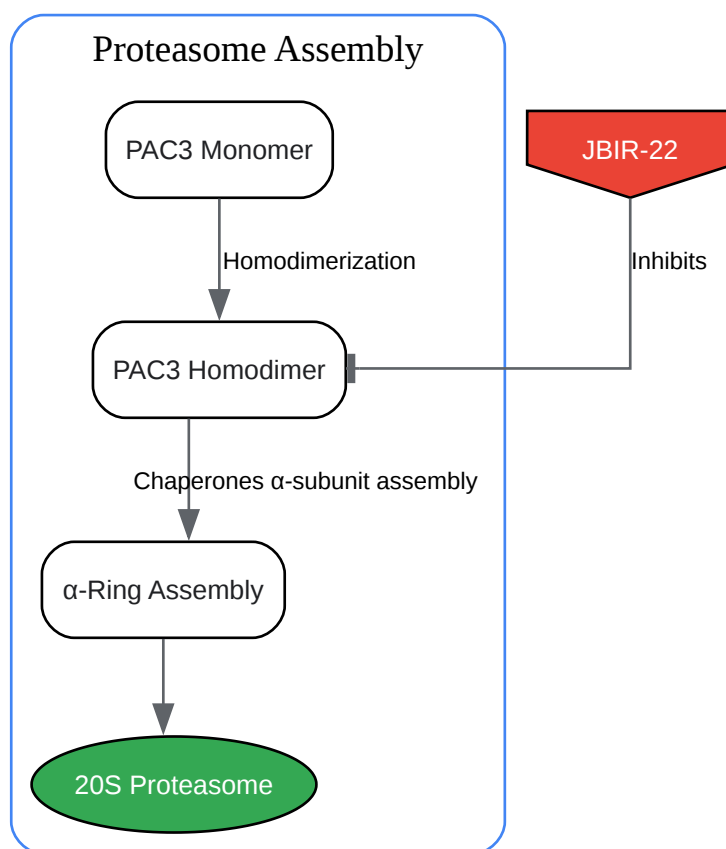 Proteasome Assembly
PAC3 Monomer
JBIR-22
Homodimerization
Inhibits
PAC3 Homodimer
Chaperones α-subunit assembly
α-Ring Assembly
20S Proteasome